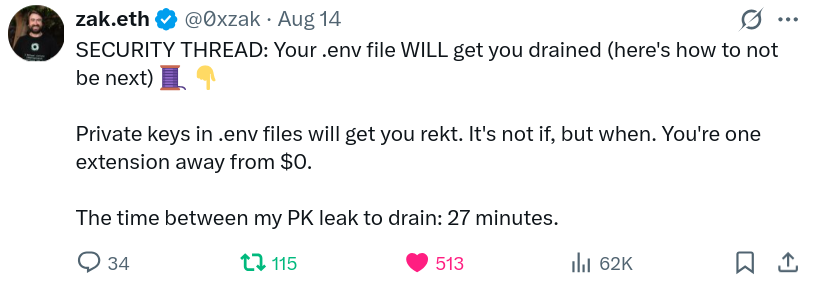 zak.eth @0xzak · Aug 14
SECURITY THREAD: Your .env file WILL get you drained (here's how to not
be next) 🧵 👇
Private keys in .env files will get you rekt. It's not if, but when. You're one
extension away from $0.
The time between my PK leak to drain: 27 minutes.
34 115 513 62K